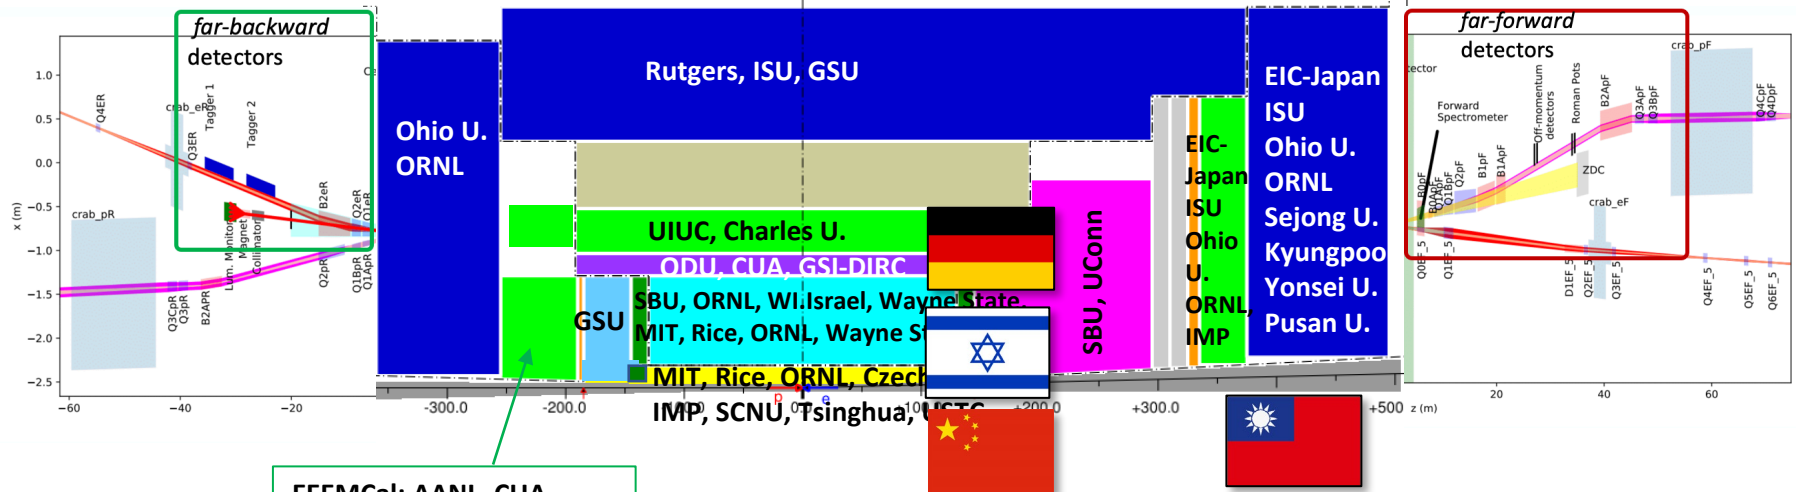 far-backward
detectors
far-forward
detectors
Rutgers, ISU, GSU
Ohio U.
ORNL
EIC-Japan
ISU
Ohio U.
ORNL
Sejong U.
Kyungpoo
Yonsei U.
Pusan U.
EIC-
Japan
ISU
Ohio
U.
ORNL,
IMP
SBU, UConn
UIUC, Charles U.
ODU, CUA, GSI-DIRC
GSU
SBU, ORNL, WI.Israel, Wayne State,
MIT, Rice, ORNL, Wayne St
MIT, Rice, ORNL, Czech
IMP, SCNU, Tsinghua, USTC
x (m)
1.0
0.5
0.0
−0.5
−1.0
−1.5
−2.0
−2.5
−60
−40
−20
Q4ER
crab_eR
Q3ER
Tagger 1
Tagger 2
crab_pR
Lum. Monitor
Magnet
Collimator
B2eR
Q2eR
Q1eR
Q3CpR
Q3pR
B2APR
Q2pR
Q1BpR
Q1ApR
-300.0
-200.0
-100.0
p
e
+100.0
+200.0
+300.0
+500
z (m)
20
40
60
tector
Forward
Spectrometer
B0pF
B0ApF
Q1ApF
Q1BpF
Q2pF
B1pF
B1ApF
Off-momentum
detectors
Roman Pots
B2ApF
Q3ApF
Q3BpF
crab_pF
Q4CpF
Q4DpF
ZDC
crab_eF
Q0EF_5
Q1EF_5
D1EF_5
Q2EF_5
Q3EF_5
Q4EF_5
Q5EF_5
Q6EF_5